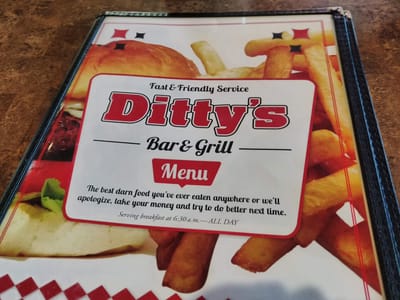 Fast & Friendly Service
Ditty's
Bar & Grill
Menu
The best darn food you've ever eaten anywhere or we'll
apologize, take your money and try to do better next time.
Serving breakfast at 6:30 a.m.—ALL DAY